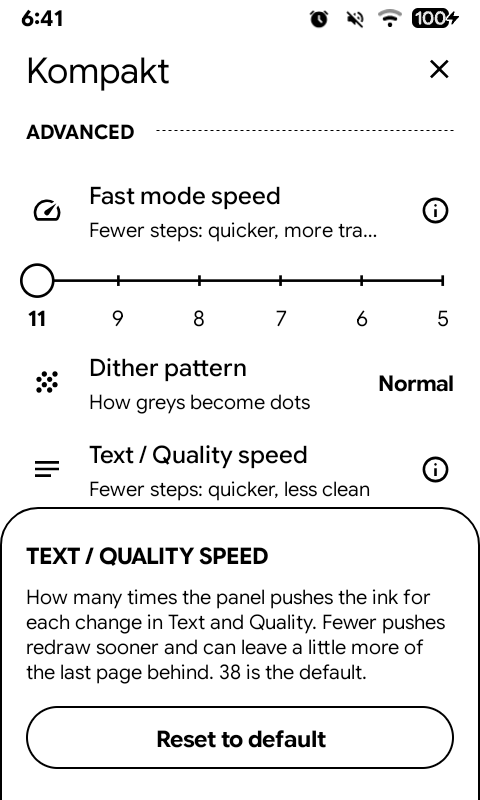 6:41
100
Kompakt
ADVANCED
Fast mode speed
Fewer steps: quicker, more tra...
11 9 8 7 6 5
Dither pattern
How greys become dots
Normal
Text / Quality speed
Fewer steps: quicker, less clean
TEXT / QUALITY SPEED
How many times the panel pushes the ink for
each change in Text and Quality. Fewer pushes
redraw sooner and can leave a little more of
the last page behind. 38 is the default.
Reset to default